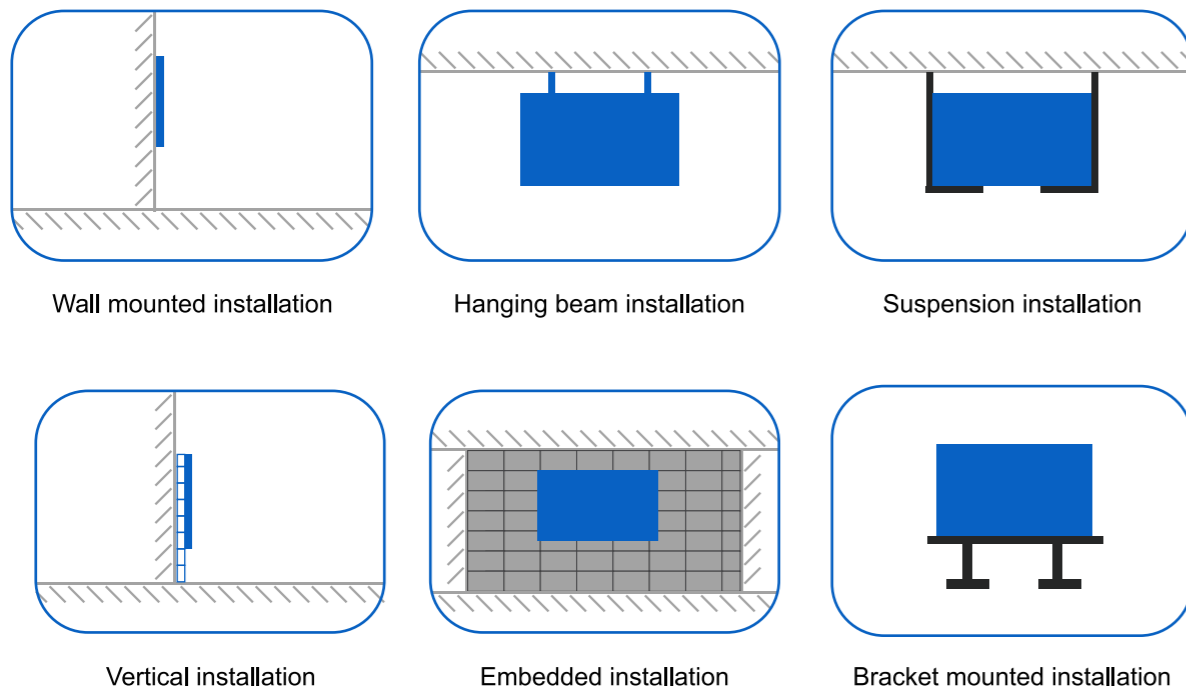 Wall mounted installation
Hanging beam installation
Suspension installation
Vertical installation
Embedded installation
Bracket mounted installation